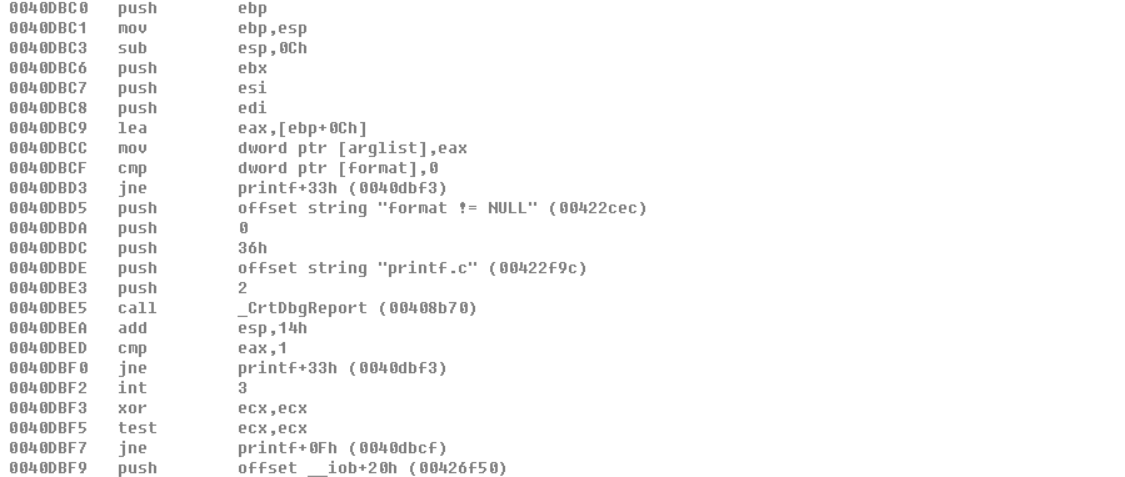 0040DBC0 push ebp
0040DBC1 mov ebp,esp
0040DBC3 sub esp,0Ch
0040DBC6 push ebx
0040DBC7 push esi
0040DBC8 push edi
0040DBC9 lea eax,[ebp+0Ch]
0040DBCC mov dword ptr [arglist],eax
0040DBCF cmp dword ptr [format],0
0040DBD3 jne printf+33h (0040dbf3)
0040DBD5 push offset string "format != NULL" (00422cec)
0040DBDA push 0
0040DBDC push 36h
0040DBDE push offset string "printf.c" (00422f9c)
0040DBE3 push 2
0040DBE5 call _CrtDbgReport (00408b70)
0040DBEA add esp,14h
0040DBED cmp eax,1
0040DBF0 jne printf+33h (0040dbf3)
0040DBF2 int 3
0040DBF3 xor ecx,ecx
0040DBF5 test ecx,ecx
0040DBF7 jne printf+0Fh (0040dbcf)
0040DBF9 push offset __iob+20h (00426f50)